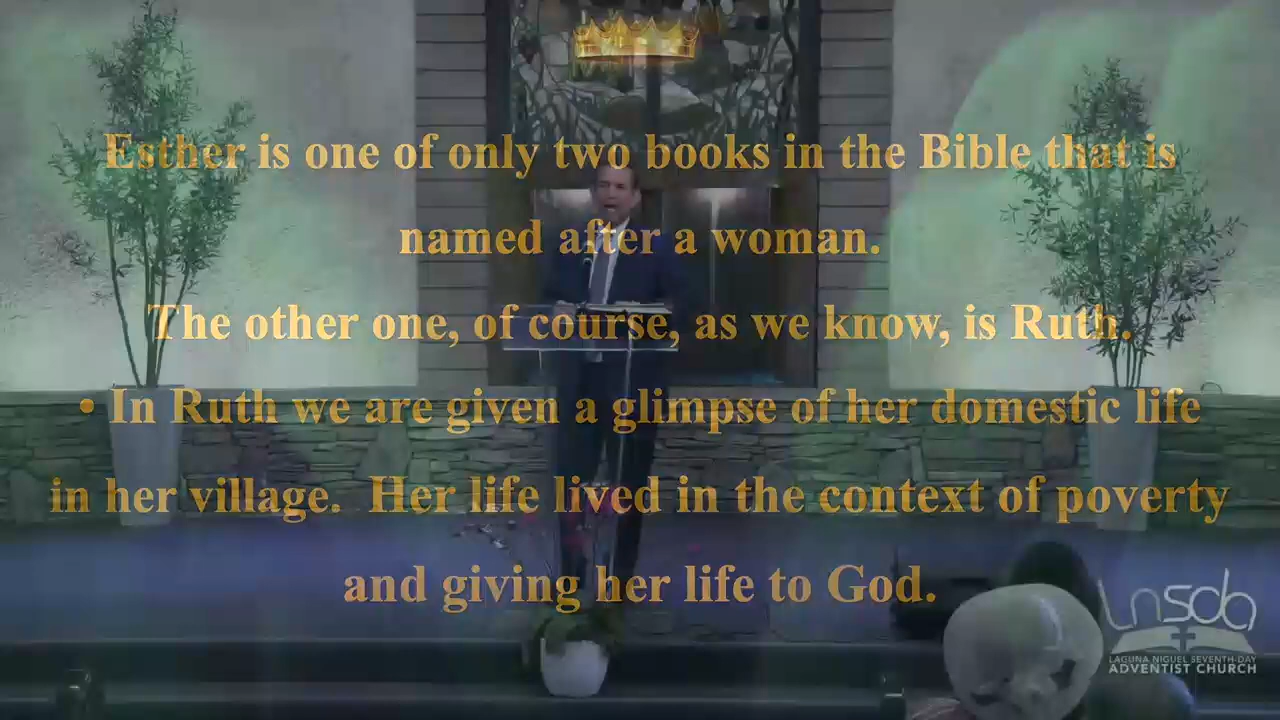 Esther is one of only two books in the Bible that is
named after a woman.
The other one, of course, as we know, is Ruth.
• In Ruth we are given a glimpse of her domestic life
in her village. Her life lived in the context of poverty
and giving her life to God.
Lnsda
LAGUNA NIGUEL SEVENTH-DAY
ADVENTIST CHURCH